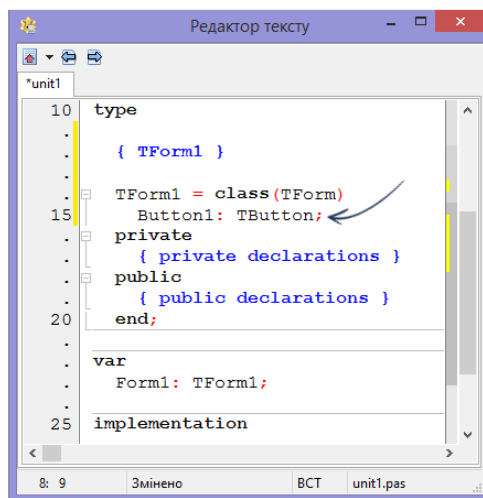 Редактор тексту
*unit1
10 type
.
. { TForm1 }
.
. TForm1 = class(TForm)
15 Button1: TButton;
. private
. { private declarations }
. public
. { public declarations }
20 end;
.
. var
. Form1: TForm1;
.
25 implementation
8: 9 Змінено ВСТ unit1.pas